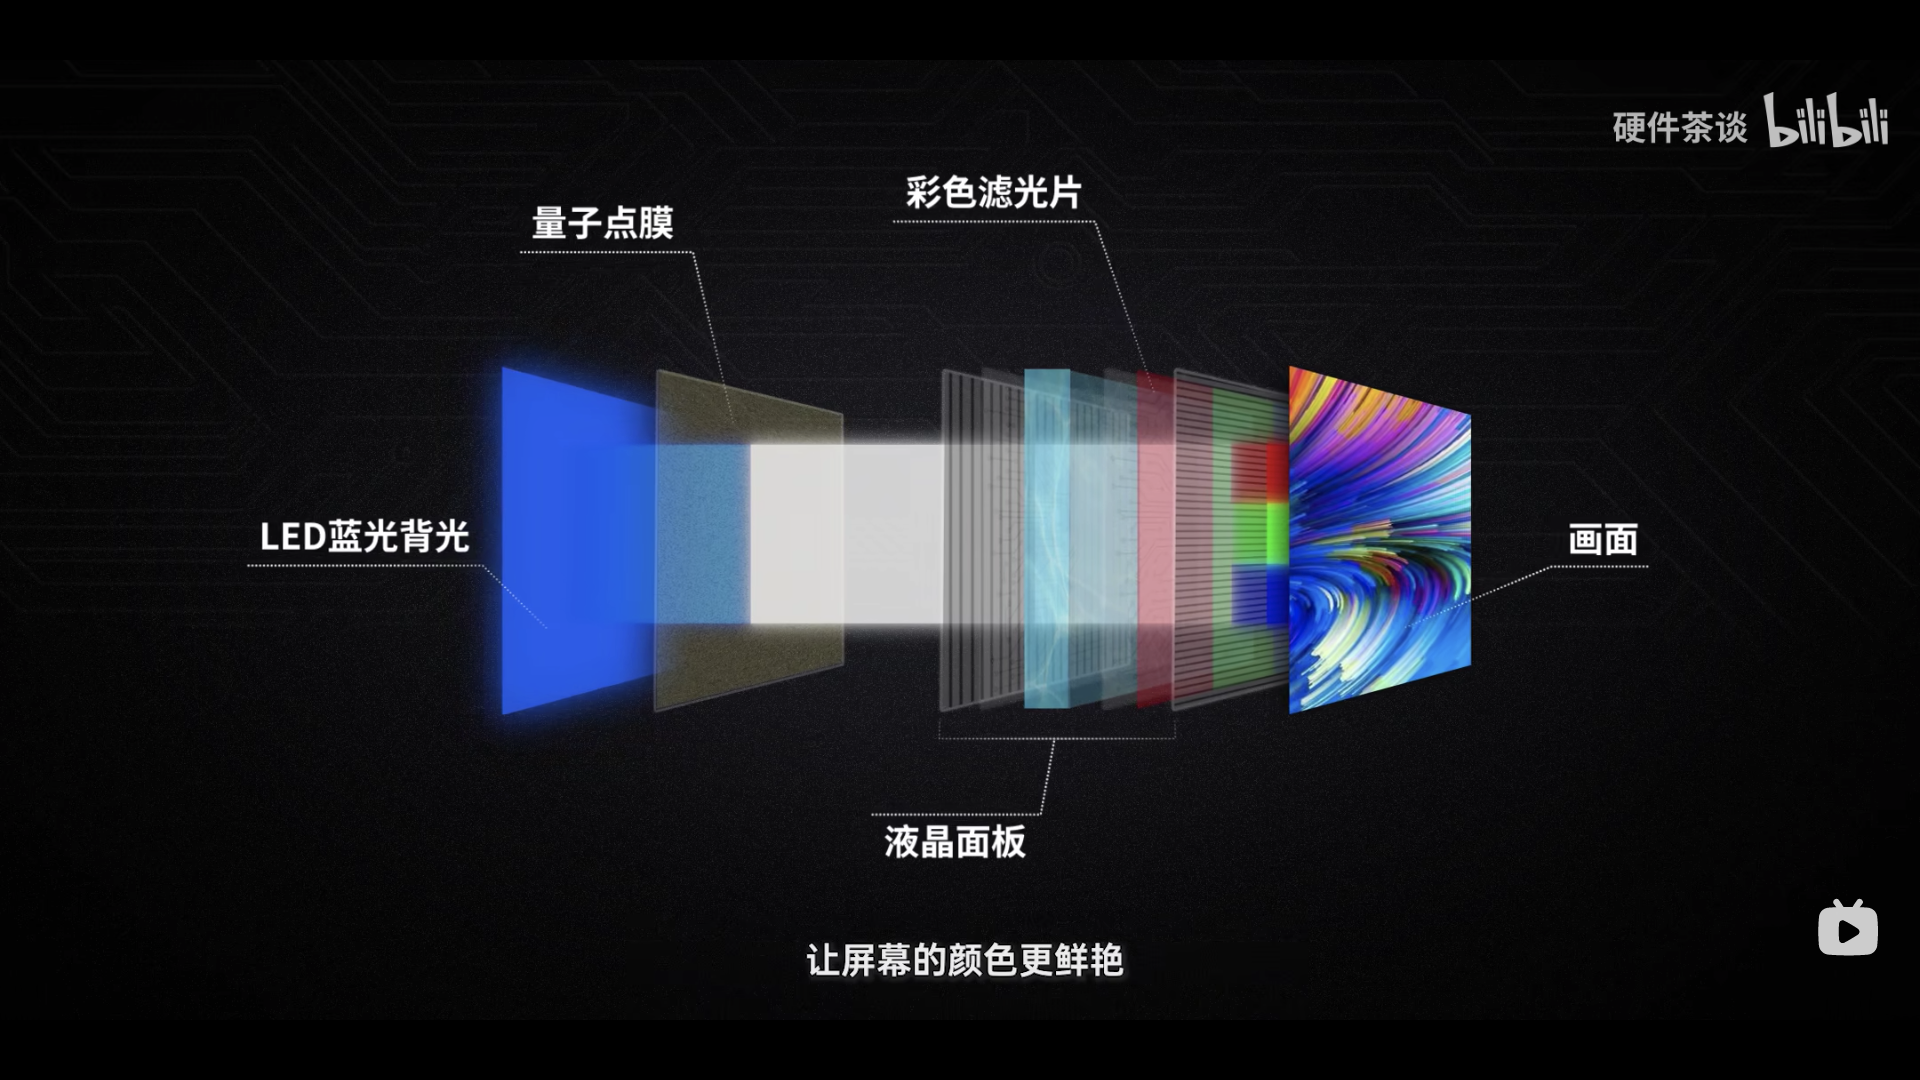 硬件茶谈 bilibili
彩色滤光片
量子点膜
LED蓝光背光
画面
液晶面板
让屏幕的颜色更鲜艳